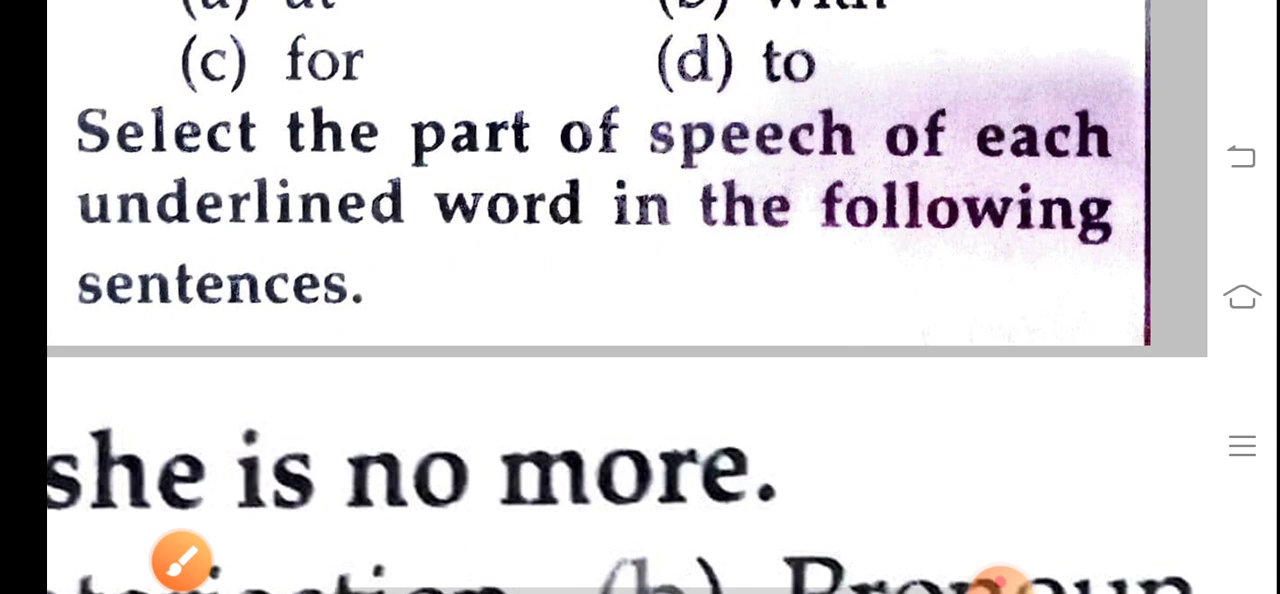 (c) for (d) to
Select the part of speech of each
underlined word in the following
sentences.
she is no more.
(b) Pronoun